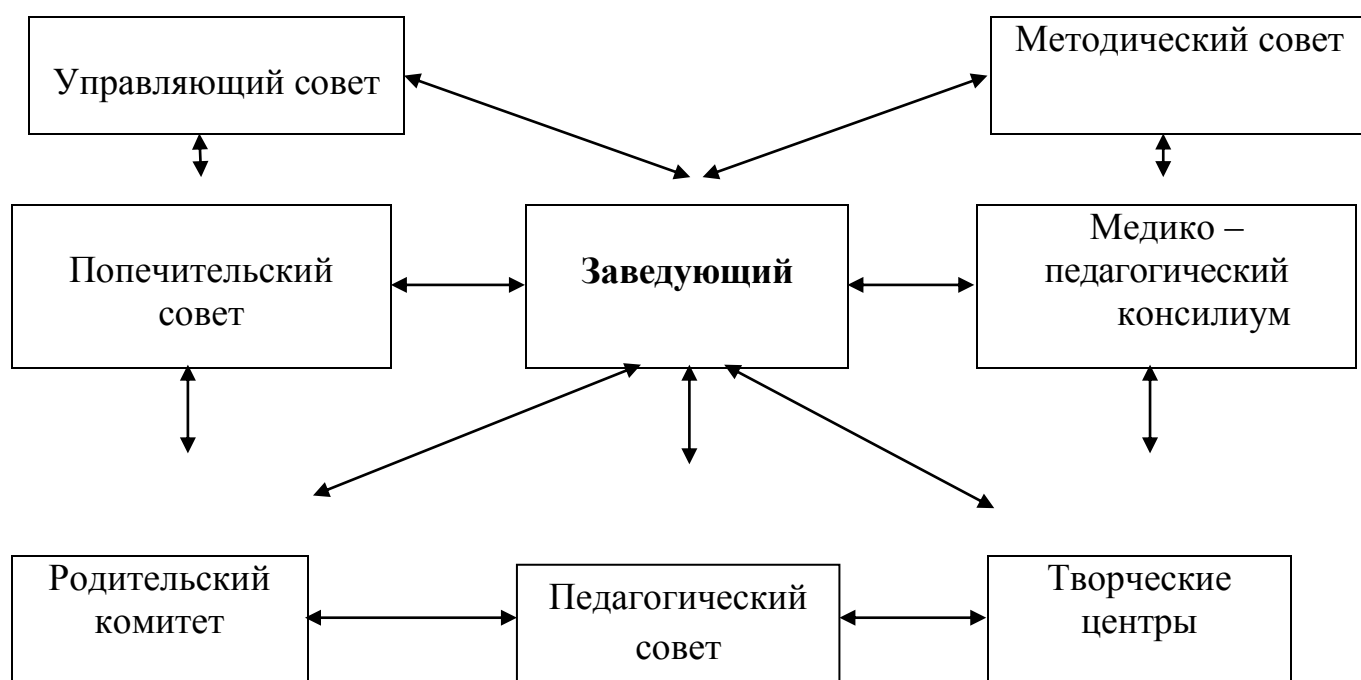 Управляющий совет
Методический совет
Попечительский
совет
Заведующий
Медико –
педагогический
консилиум
Родительский
комитет
Педагогический
совет
Творческие
центры